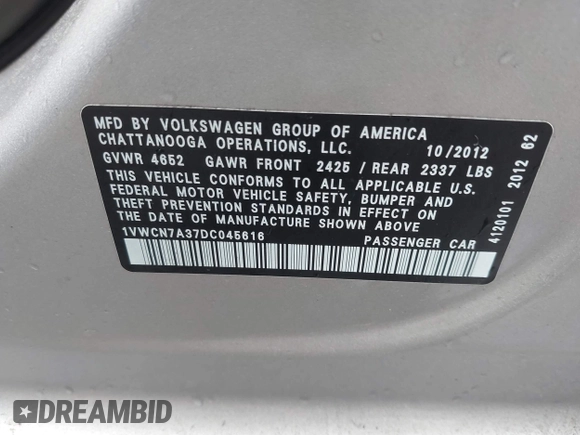 MFD BY VOLKSWAGEN GROUP OF AMERICA
CHATTANOOGA OPERATIONS, LLC. 10/2012
GVWR 4652 GAWR FRONT 2425 / REAR 2337 LBS
THIS VEHICLE CONFORMS TO ALL APPLICABLE U.S.
FEDERAL MOTOR VEHICLE SAFETY, BUMPER AND
THEFT PREVENTION STANDARDS IN EFFECT ON
THE DATE OF MANUFACTURE SHOWN ABOVE
1VWCN7A37DC045616 PASSENGER CAR
4120101 2012 62
DREAMBID